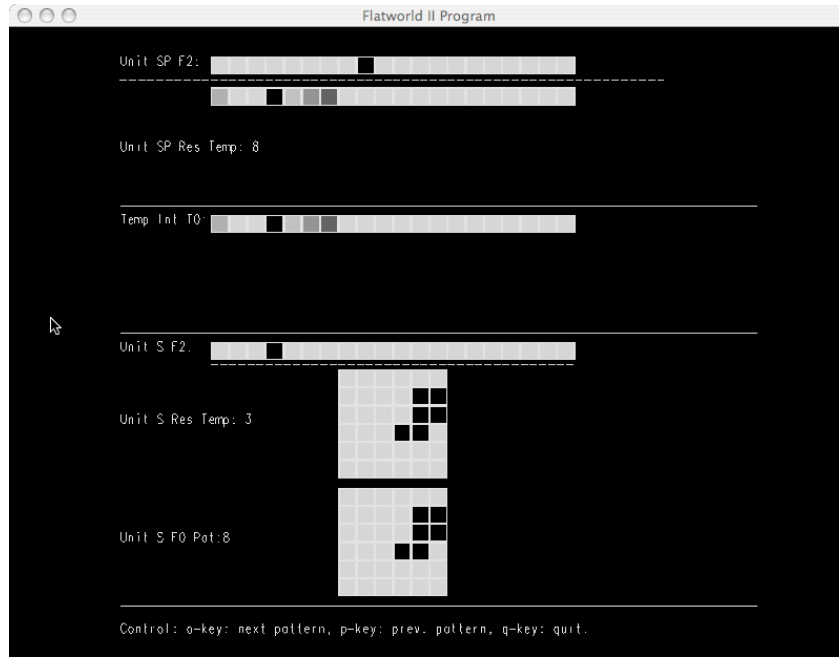 Flatworld II Program
Unit SP F2:
Unit SP Res Temp: 8
Temp Int T0:
Unit S F2.
Unit S Res Temp: 3
Unit S F0 Pat:8
Control: o-key: next pattern, p-key: prev. pattern, q-key: quit.